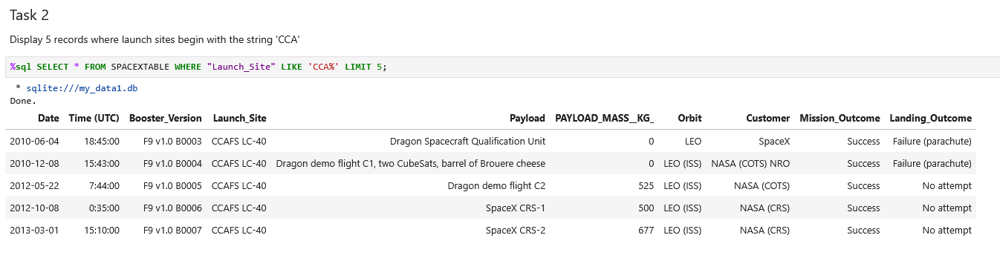 Task 2
Display 5 records where launch sites begin with the string 'CCA'
%sql SELECT * FROM SPACEXTABLE WHERE "Launch_Site" LIKE 'CCA%' LIMIT 5;
* sqlite:///my_data1.db
Done.
Date Time (UTC) Booster_Version Launch_Site Payload PAYLOAD_MASS__KG_ Orbit Customer Mission_Outcome Landing_Outcome
2010-06-04 18:45:00 F9 v1.0 B0003 CCAFS LC-40 Dragon Spacecraft Qualification Unit 0 LEO SpaceX Success Failure (parachute)
2010-12-08 15:43:00 F9 v1.0 B0004 CCAFS LC-40 Dragon demo flight C1, two CubeSats, barrel of Brouere cheese 0 LEO (ISS) NASA (COTS) NRO Success Failure (parachute)
2012-05-22 7:44:00 F9 v1.0 B0005 CCAFS LC-40 Dragon demo flight C2 525 LEO (ISS) NASA (COTS) Success No attempt
2012-10-08 0:35:00 F9 v1.0 B0006 CCAFS LC-40 SpaceX CRS-1 500 LEO (ISS) NASA (CRS) Success No attempt
2013-03-01 15:10:00 F9 v1.0 B0007 CCAFS LC-40 SpaceX CRS-2 677 LEO (ISS) NASA (CRS) Success No attempt